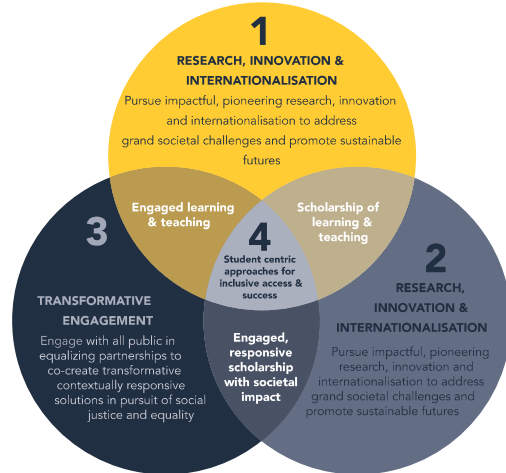 1
RESEARCH, INNOVATION &
INTERNATIONALISATION
Pursue impactful, pioneering research, innovation
and internationalisation to address
grand societal challenges and promote sustainable
futures
Engaged learning
& teaching
Scholarship of
learning &
teaching
3
4
Student centric
approaches for
inclusive access &
success
2
RESEARCH,
INNOVATION &
INTERNATIONALISATION
Pursue impactful, pioneering
research, innovation and
internationalisation to address
grand societal challenges and
promote sustainable futures
TRANSFORMATIVE
ENGAGEMENT
Engage with all public in
equalizing partnerships to
co-create transformative
contextually responsive
solutions in pursuit of social
justice and equality
Engaged,
responsive
scholarship
with societal
impact